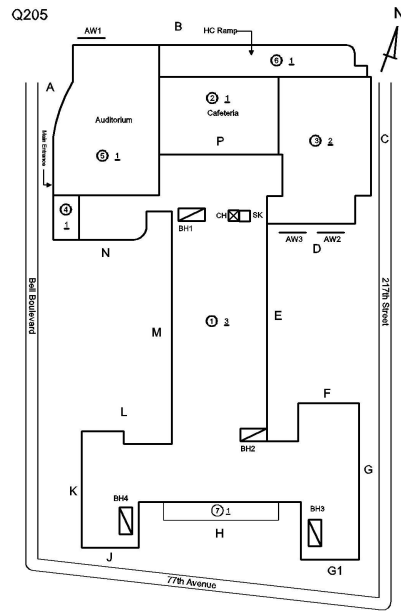 Q205
N
AW1
B
HC Ramp
6 1
A
2 1
Cafeteria
Auditorium
P
3 2
C
5 1
Main Entrance
4
1
BH1
CH
SK
N
AW3
AW2
D
Bell Boulevard
217th Street
M
1 3
E
L
F
BH2
K
G
BH4
7 1
BH3
H
J
G1
77th Avenue